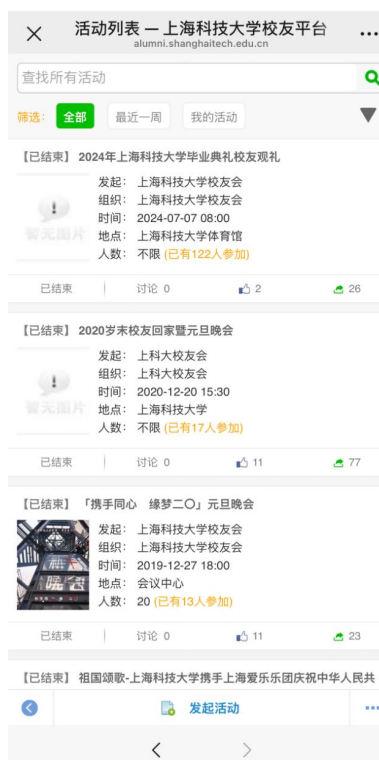 活动列表 — 上海科技大学校友平台
alumni.shanghaitech.edu.cn
查找所有活动
筛选： 全部 最近一周 我的活动
【已结束】 2024年上海科技大学毕业典礼校友观礼
发起： 上海科技大学校友会
组织： 上海科技大学校友会
时间： 2024-07-07 08:00
暂无图片
地点： 上海科技大学体育馆
人数： 不限 (已有122人参加)
已结束 讨论 0 2 26
【已结束】 2020岁末校友回家暨元旦晚会
发起： 上科大校友会
组织： 上科大校友会
时间： 2020-12-20 15:30
暂无图片
地点： 上海科技大学
人数： 不限 (已有17人参加)
已结束 讨论 0 11 77
【已结束】 「携手同心 缘梦二〇」元旦晚会
发起： 上海科技大学校友会
组织： 上海科技大学校友会
时间： 2019-12-27 18:00
地点： 会议中心
人数： 20 (已有13人参加)
晚会
已结束 讨论 0 11 23
【已结束】 祖国颂歌-上海科技大学携手上海爱乐乐团庆祝中华人民共
发起活动